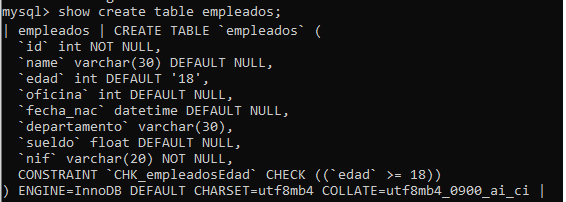 mysql> show create table empleados;
| empleados | CREATE TABLE `empleados` (
  `id` int NOT NULL,
  `name` varchar(30) DEFAULT NULL,
  `edad` int DEFAULT '18',
  `oficina` int DEFAULT NULL,
  `fecha_nac` datetime DEFAULT NULL,
  `departamento` varchar(30),
  `sueldo` float DEFAULT NULL,
  `nif` varchar(20) NOT NULL,
  CONSTRAINT `CHK_empleadosEdad` CHECK ((`edad` >= 18))
) ENGINE=InnoDB DEFAULT CHARSET=utf8mb4 COLLATE=utf8mb4_0900_ai_ci |